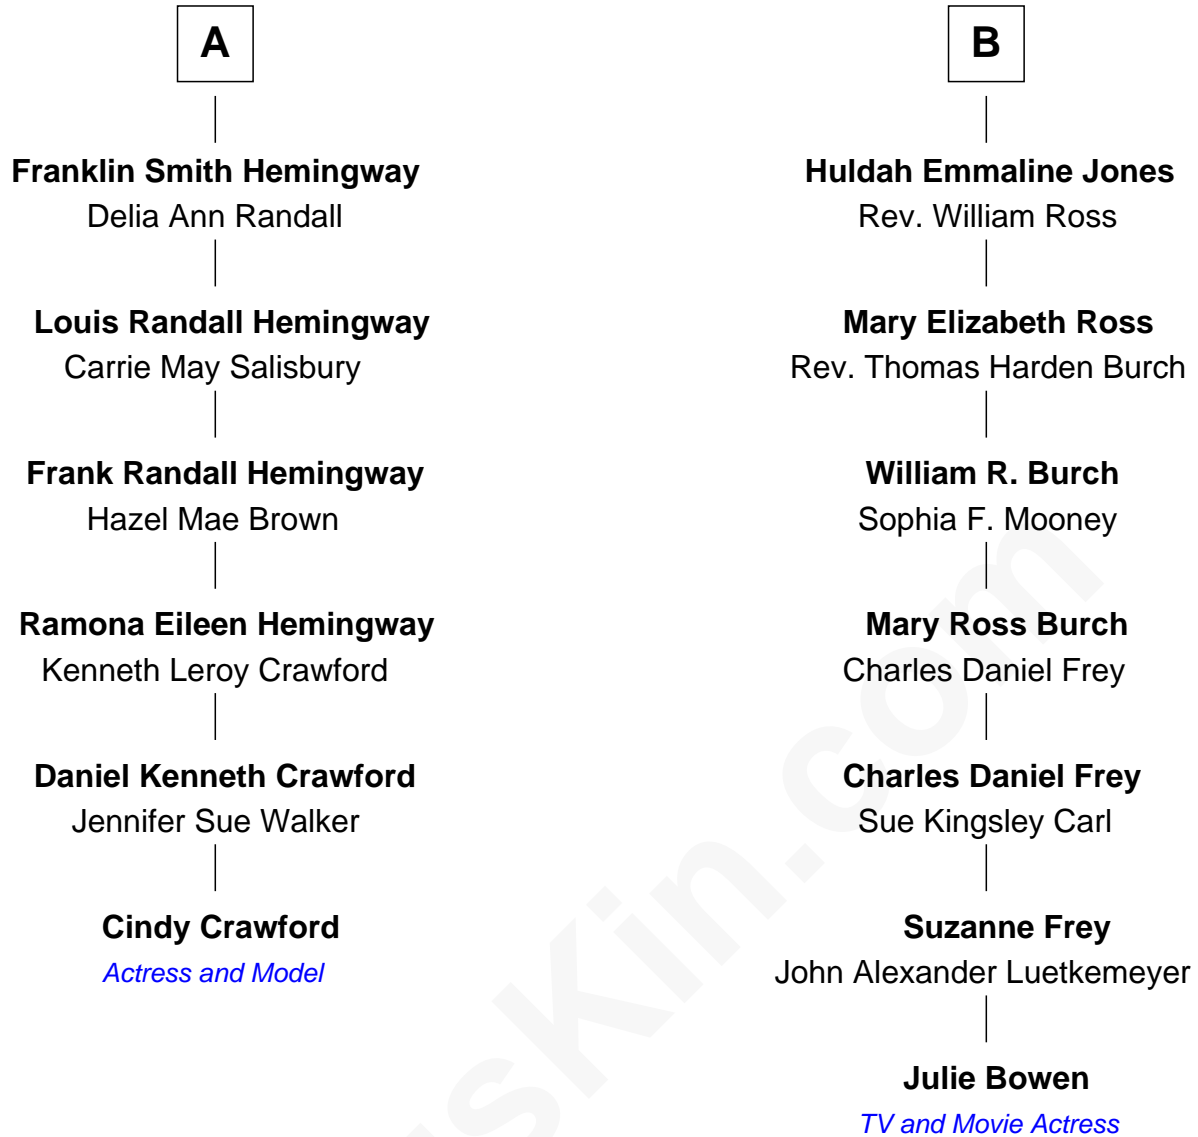 A
Franklin Smith Hemingway
Delia Ann Randall
Louis Randall Hemingway
Carrie May Salisbury
Frank Randall Hemingway
Hazel Mae Brown
Ramona Eileen Hemingway
Kenneth Leroy Crawford
Daniel Kenneth Crawford
Jennifer Sue Walker
Cindy Crawford
Actress and Model
B
Huldah Emmaline Jones
Rev. William Ross
Mary Elizabeth Ross
Rev. Thomas Harden Burch
William R. Burch
Sophia F. Mooney
Mary Ross Burch
Charles Daniel Frey
Charles Daniel Frey
Sue Kingsley Carl
Suzanne Frey
John Alexander Luetkemeyer
Julie Bowen
TV and Movie Actress
usKin.com